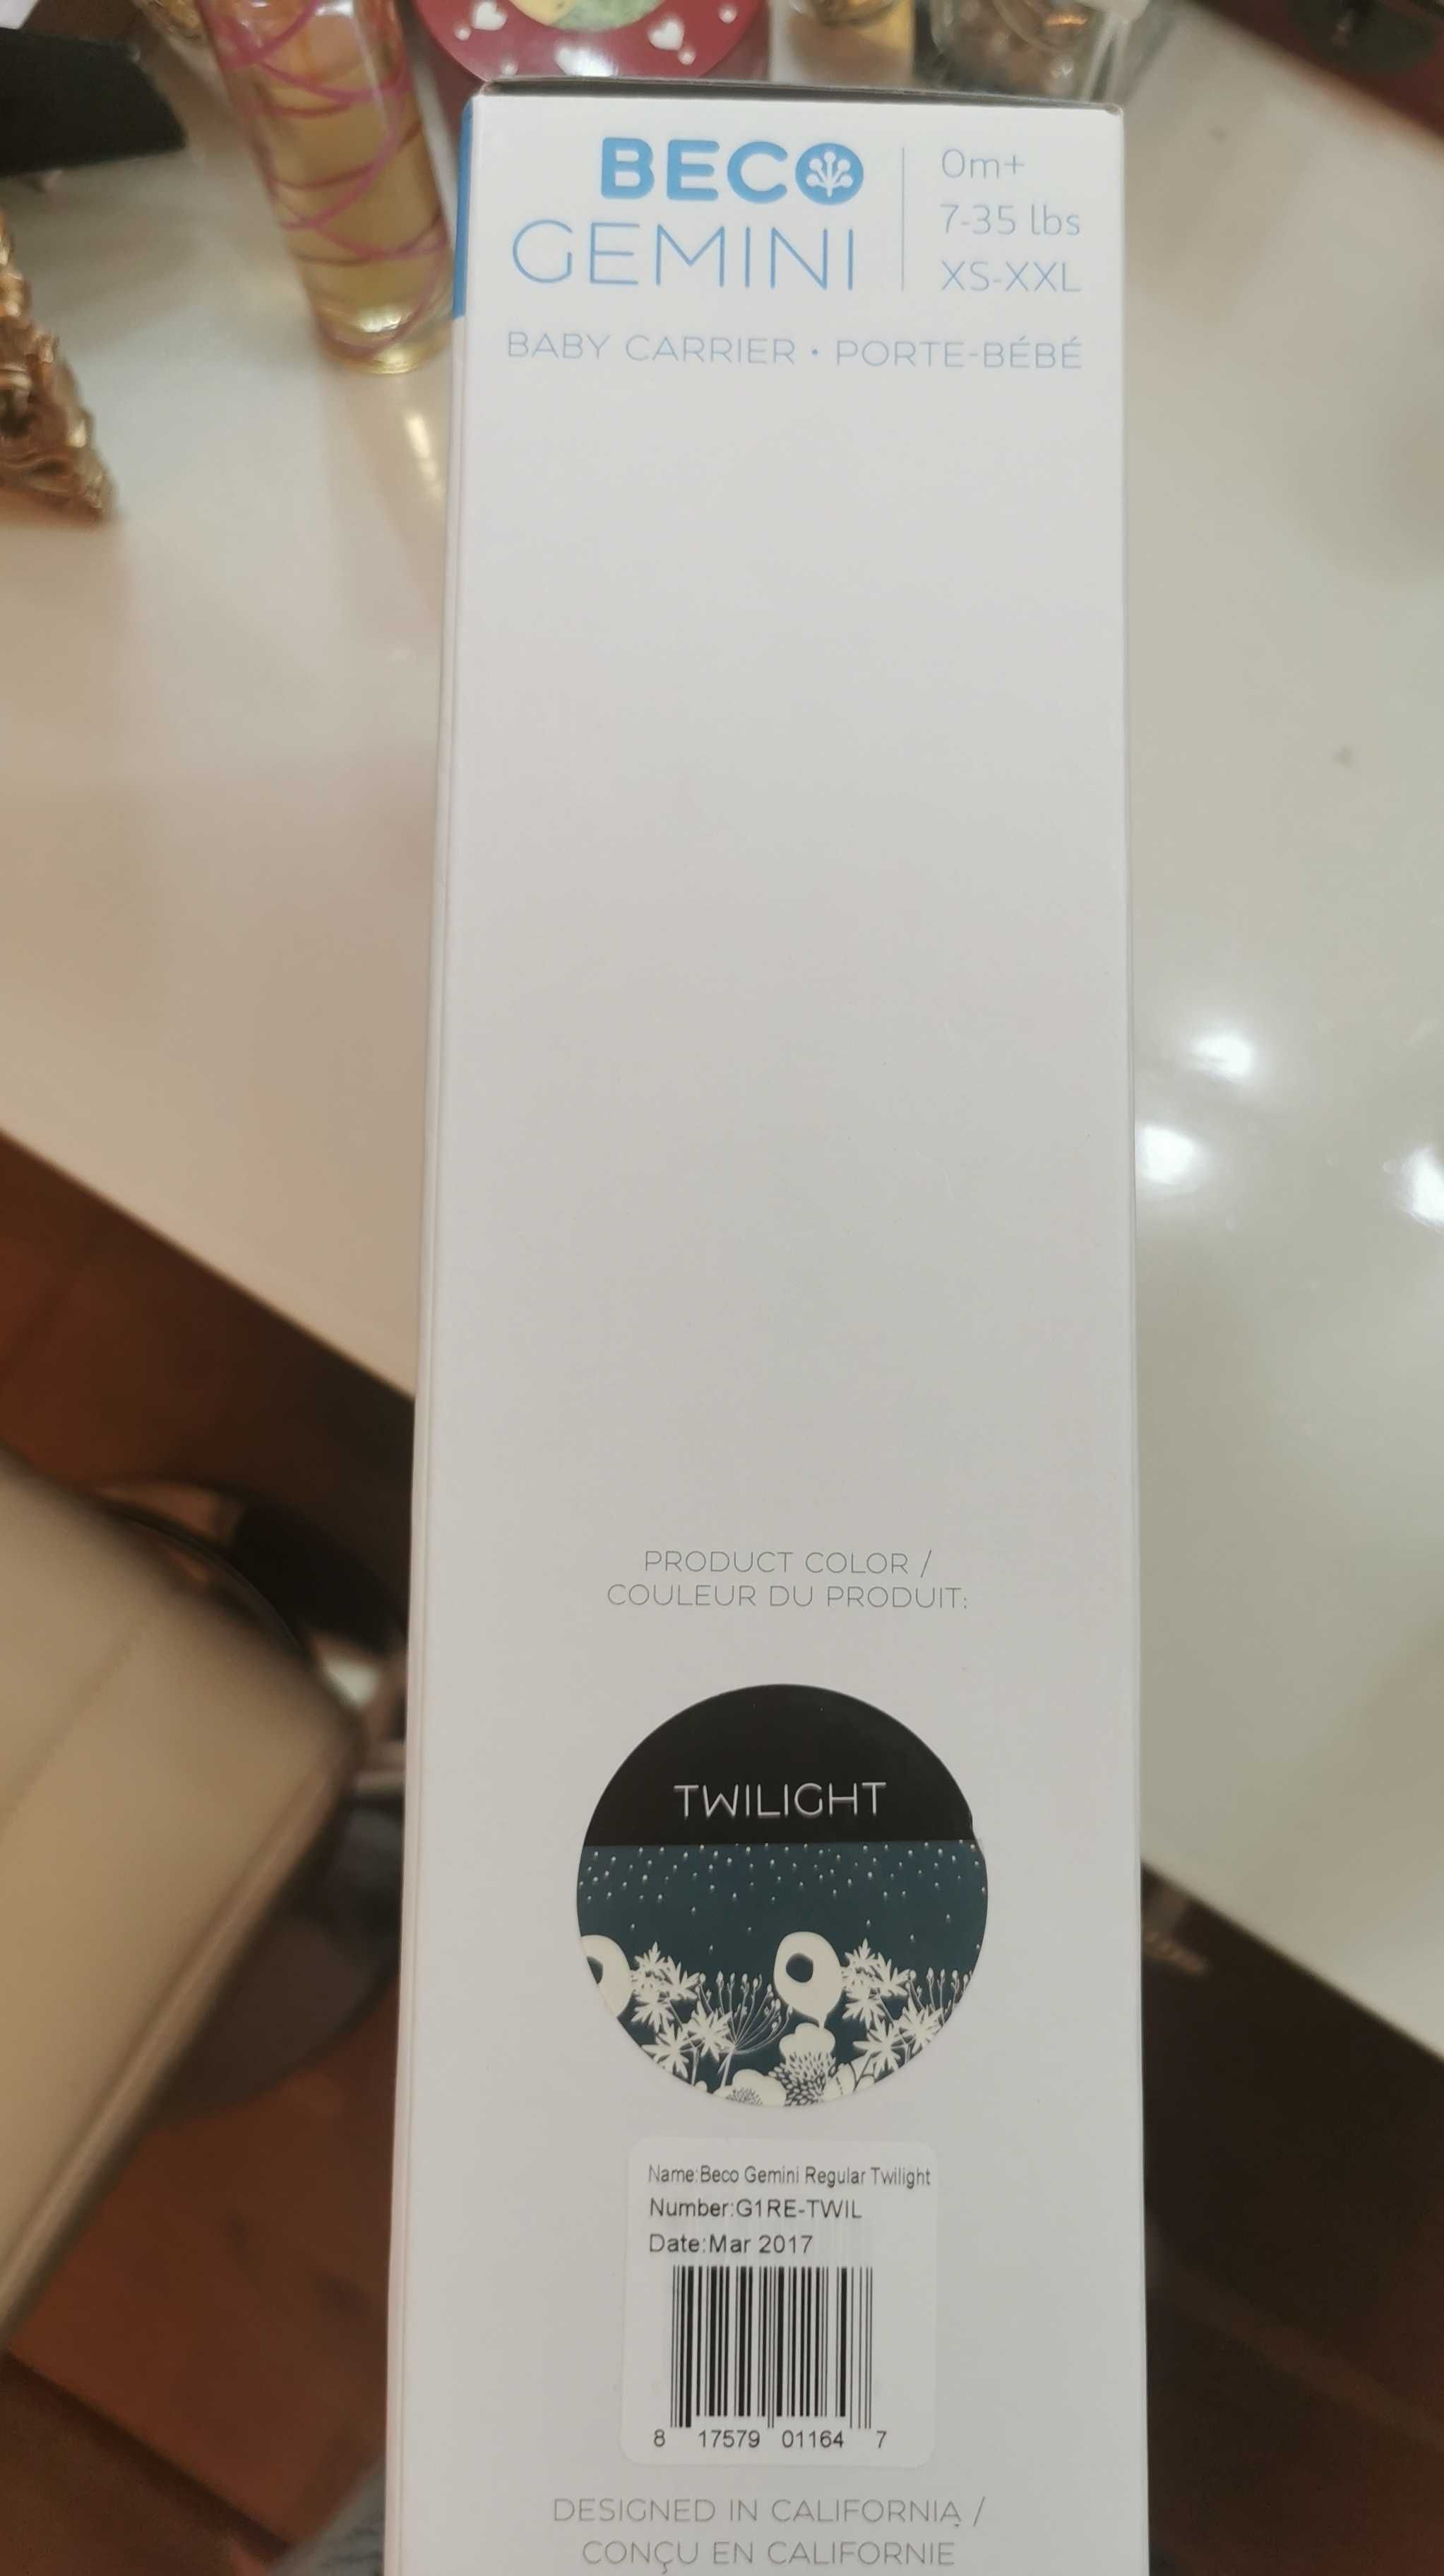 BECO
GEMINI
0m+
7-35 lbs
XS-XXL
BABY CARRIER • PORTE-BÉBÉ
PRODUCT COLOR /
COULEUR DU PRODUIT:
TWILIGHT
Name:Beco Gemini Regular Twilight
Number:G1RE-TWIL
Date:Mar 2017
8 17579 01164 7
DESIGNED IN CALIFORNIA /
CONÇU EN CALIFORNIE